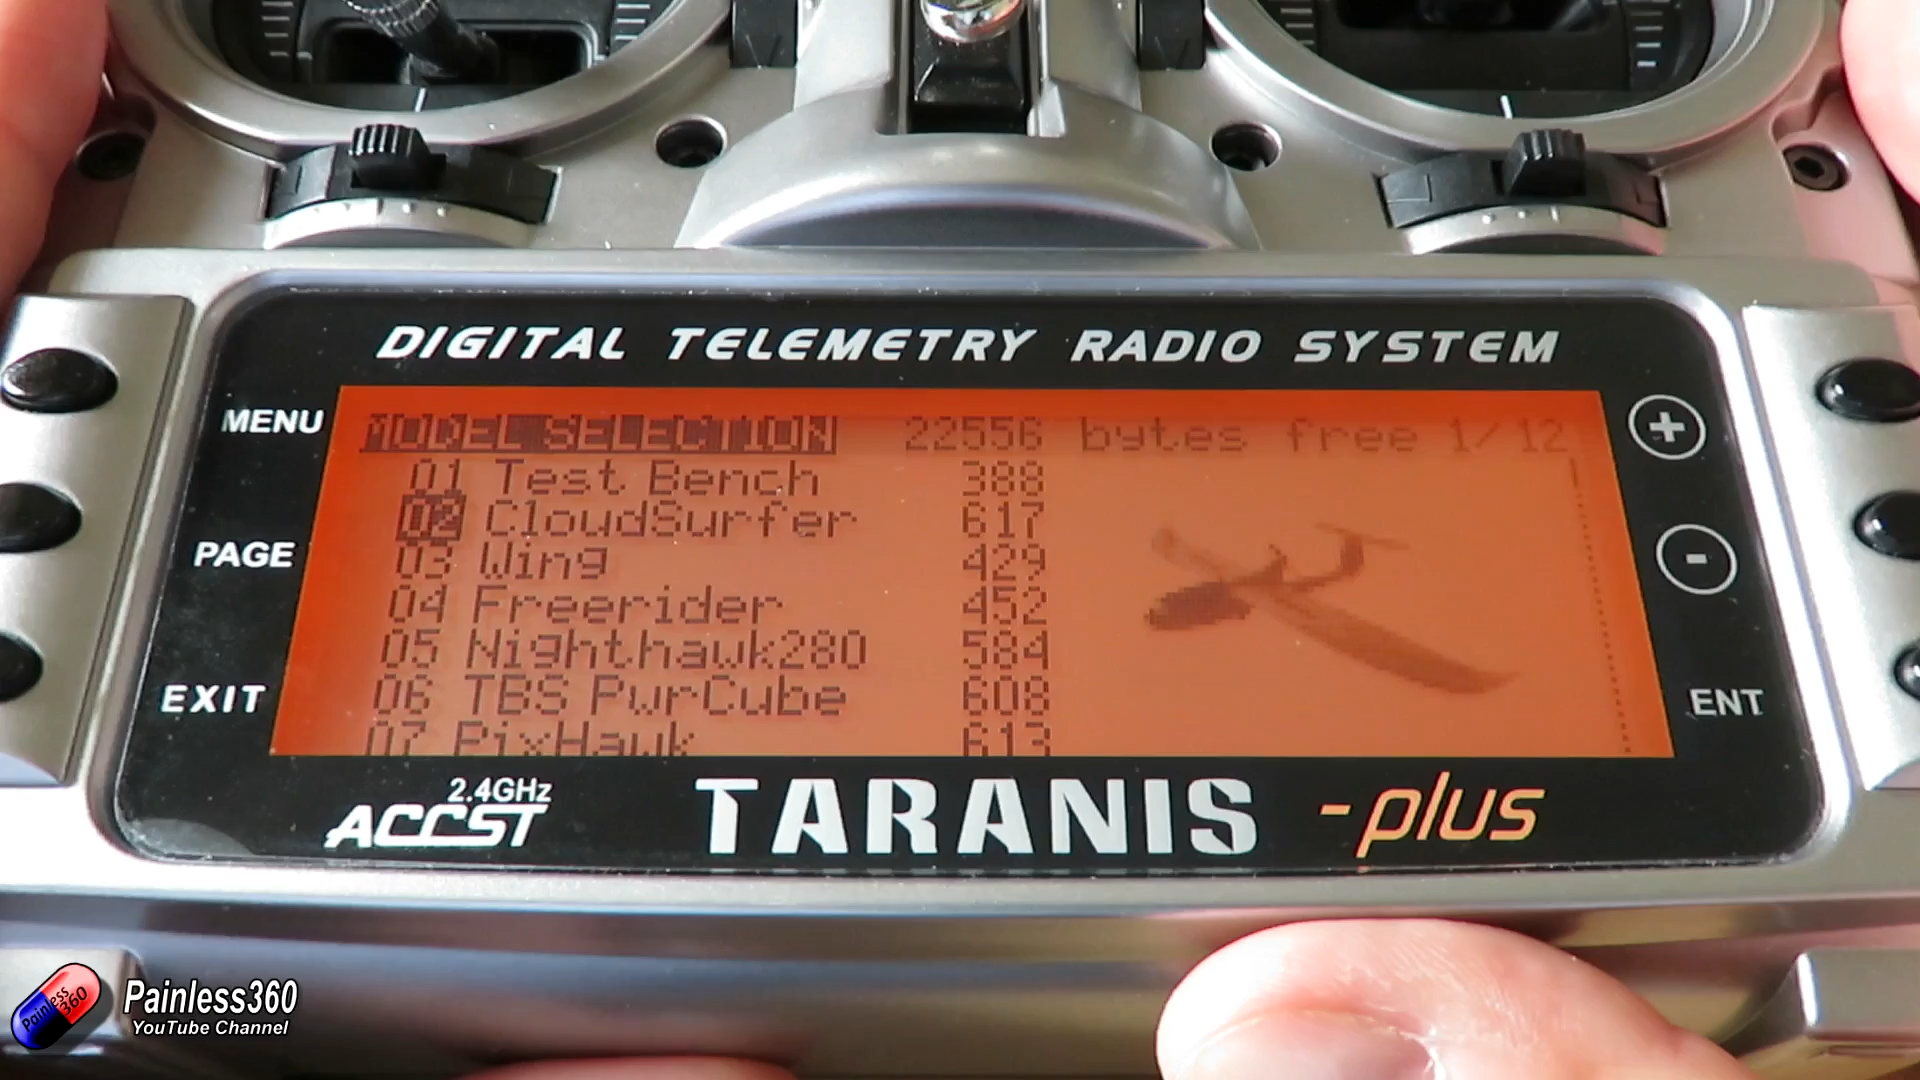 DIGITAL TELEMETRY RADIO SYSTEM
MENU
PAGE
EXIT
MODEL SELECTION 22556 bytes free 1/12
01 Test Bench 388
02 CloudSurfer 617
03 Wing 429
04 Freerider 452
05 Nighthawk280 584
06 TBS PwrCube 608
07 PixHawk 613
+
-
ENT
2.4GHz
ACCST
TARANIS -plus
Painless360
Painless360
YouTube Channel